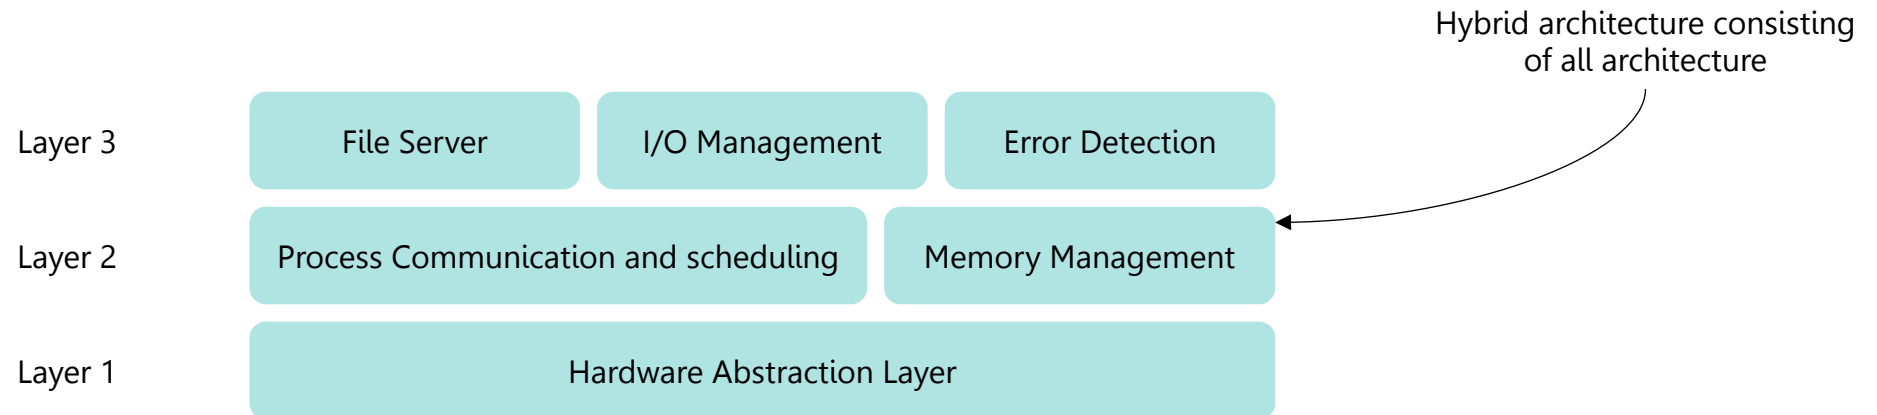 Hybrid architecture consisting
of all architecture
Layer 3
File Server
I/O Management
Error Detection
Layer 2
Process Communication and scheduling
Memory Management
Layer 1
Hardware Abstraction Layer